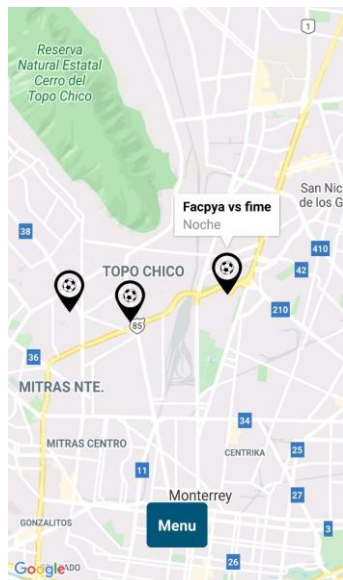 1
Reserva
Natural Estatal
Cerro del
Topo Chico
San Nic
de los G
Facpya vs fime
Noche
38
410
TOPO CHICO
42
210
85
36
MITRAS NTE.
34
MITRAS CENTRO
CENTRIKA
25
11
Monterrey
27
GONZALITOS
Menu
3
26
Google
ADO